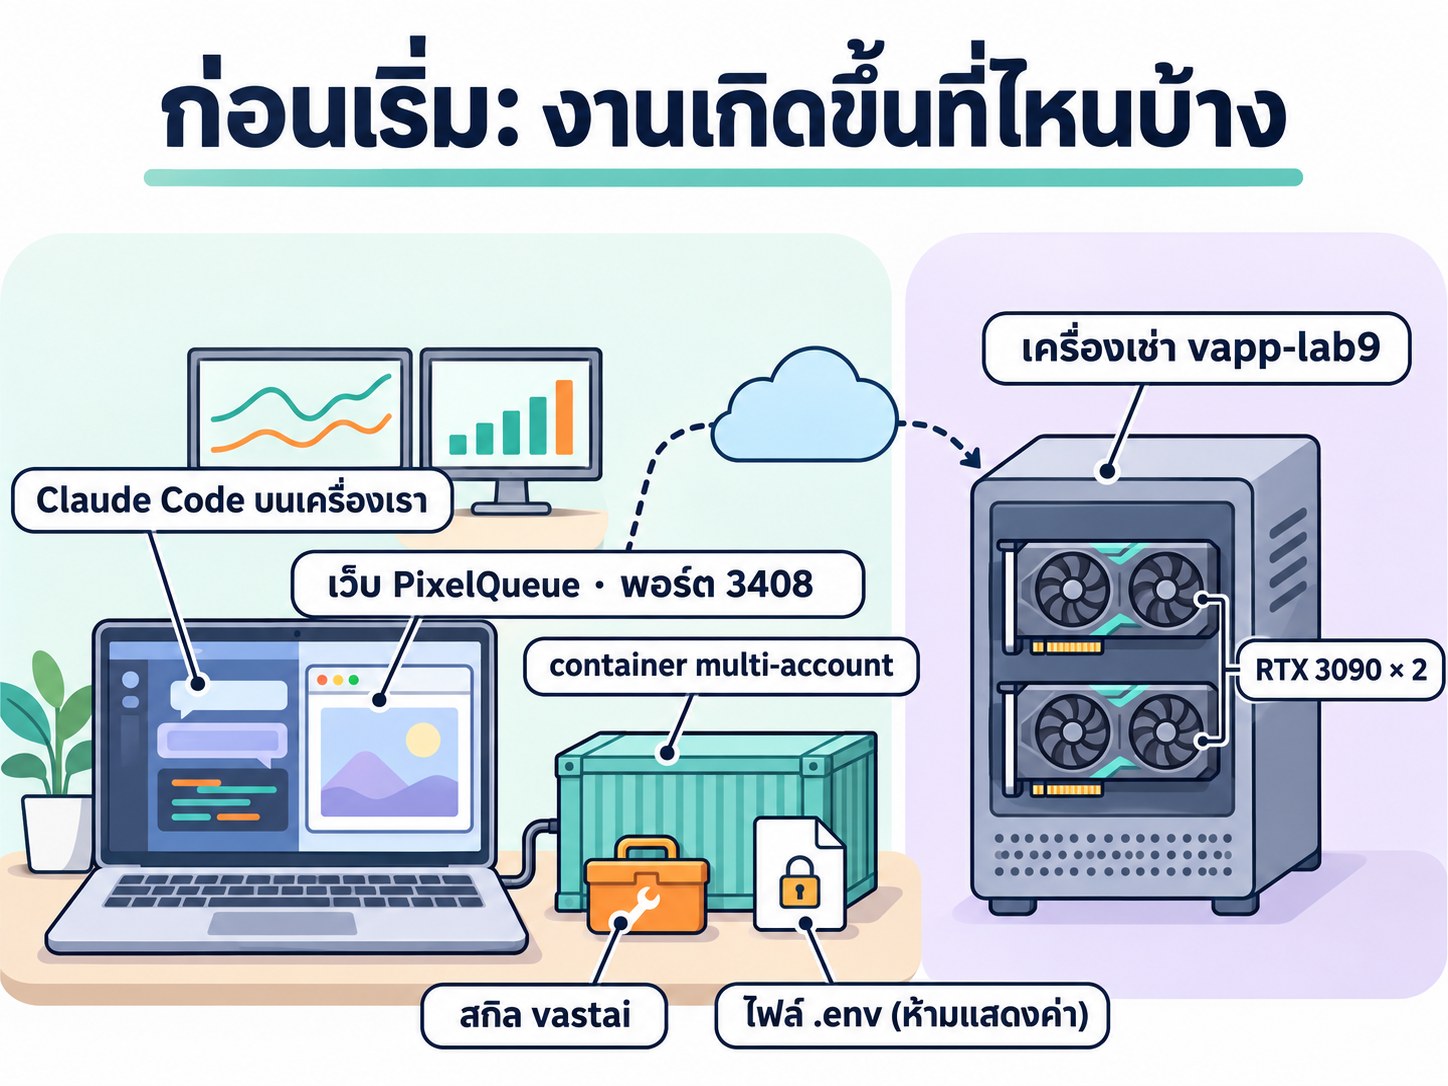 ก่อนเริ่ม: งานเกิดขึ้นที่ไหนบ้าง
เครื่องเช่า vapp-lab9
Claude Code บนเครื่องเรา
เว็บ PixelQueue · พอร์ต 3408
container multi-account
RTX 3090 × 2
สกิล vastai
ไฟล์ .env (ห้ามแสดงค่า)